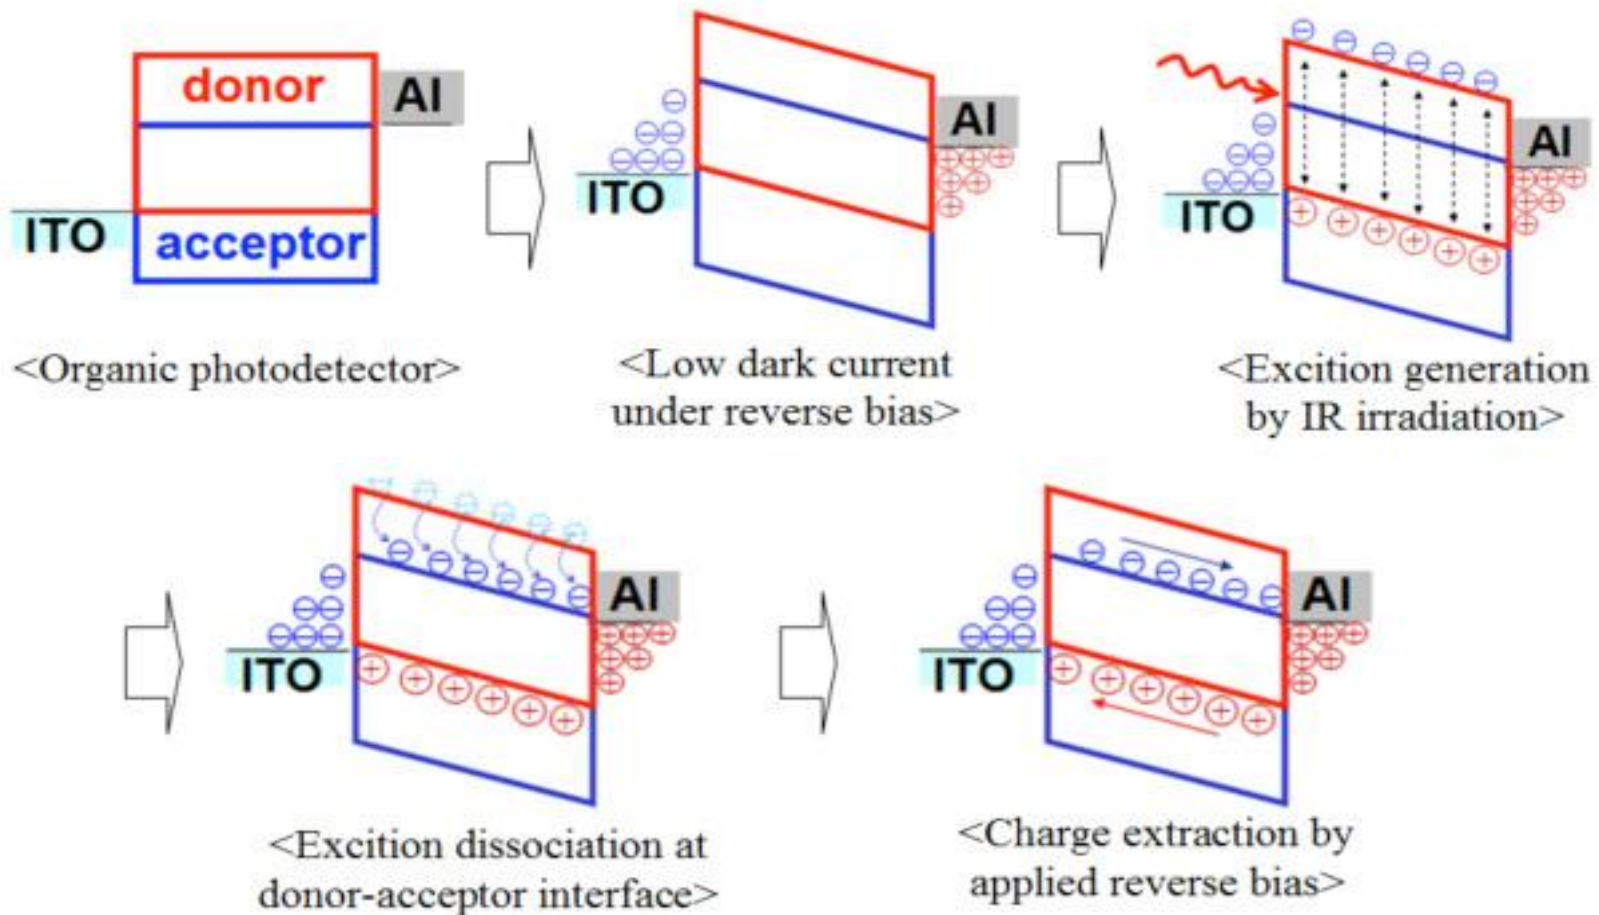 donor
Al
ITO
acceptor
<Organic photodetector>
Al
ITO
<Low dark current
under reverse bias>
Al
ITO
<Excition generation
by IR irradiation>
Al
ITO
<Excition dissociation at
donor-acceptor interface>
Al
ITO
<Charge extraction by
applied reverse bias>